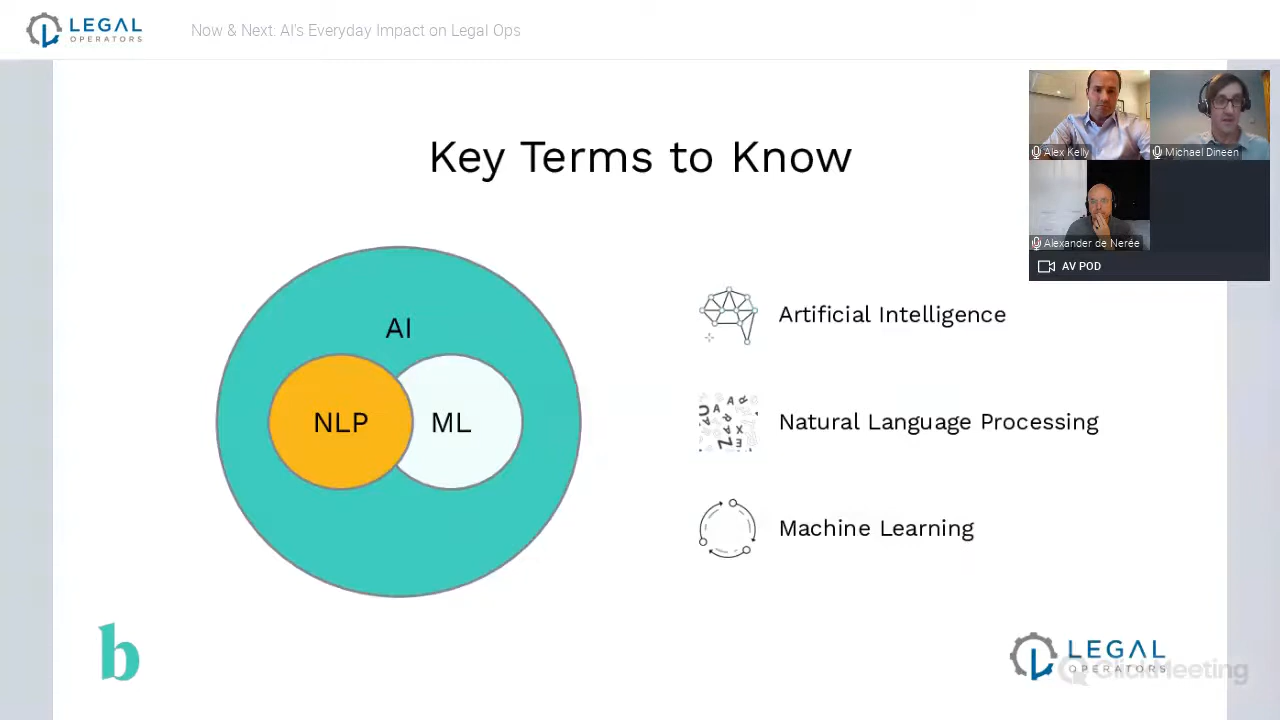 LEGAL
OPERATORS
Now & Next: AI's Everyday Impact on Legal Ops
Alex Kelly
Michael Dineen
Alexander de Nerée
AV POD
Key Terms to Know
AI
NLP
ML
Artificial Intelligence
Natural Language Processing
Machine Learning
b
LEGAL
OPERATORS
ClickMeeting